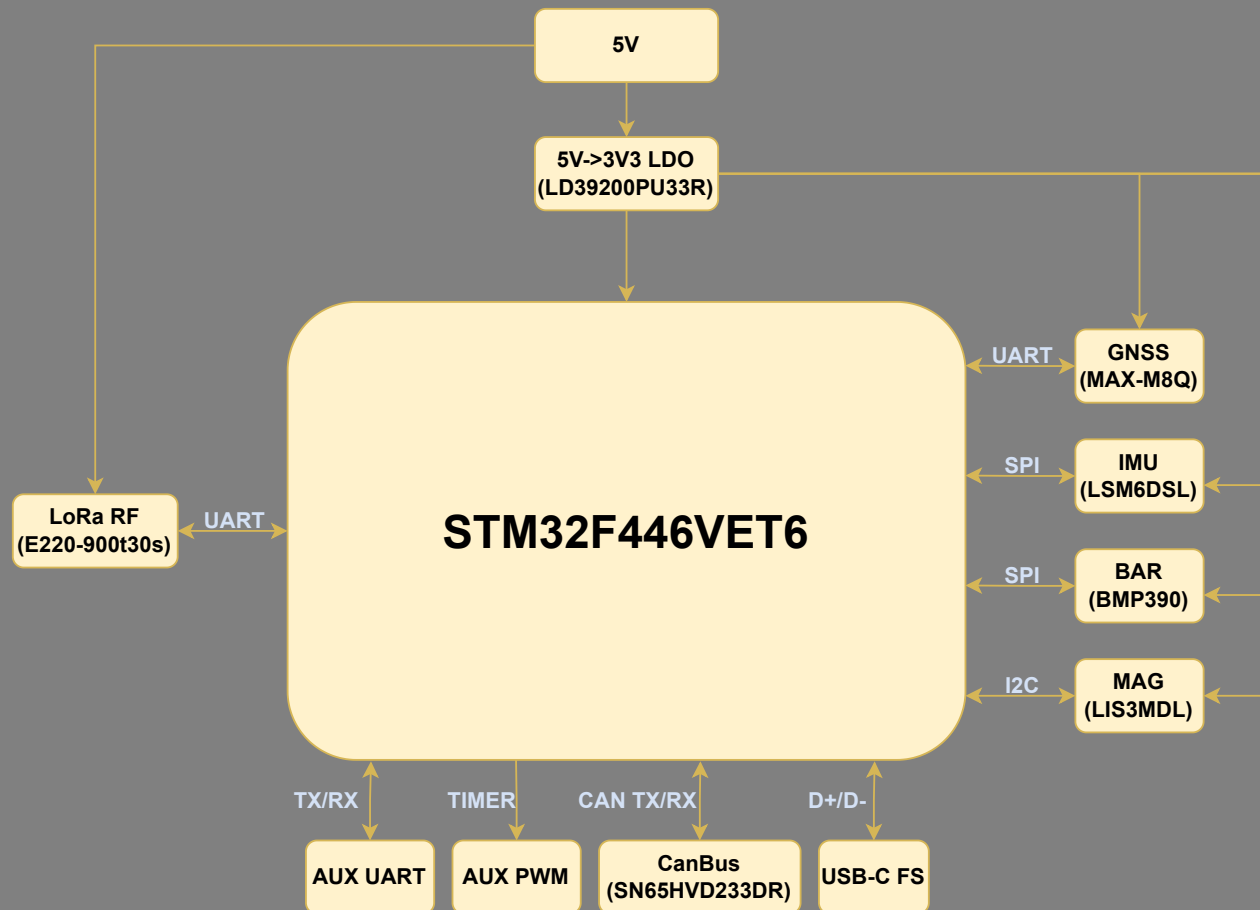 5V
5V->3V3 LDO
(LD39200PU33R)
UART
GNSS
(MAX-M8Q)
SPI
IMU
(LSM6DSL)
LoRa RF
(E220-900t30s)
UART
STM32F446VET6
SPI
BAR
(BMP390)
I2C
MAG
(LIS3MDL)
TX/RX
TIMER
CAN TX/RX
D+/D-
AUX UART
AUX PWM
CanBus
(SN65HVD233DR)
USB-C FS